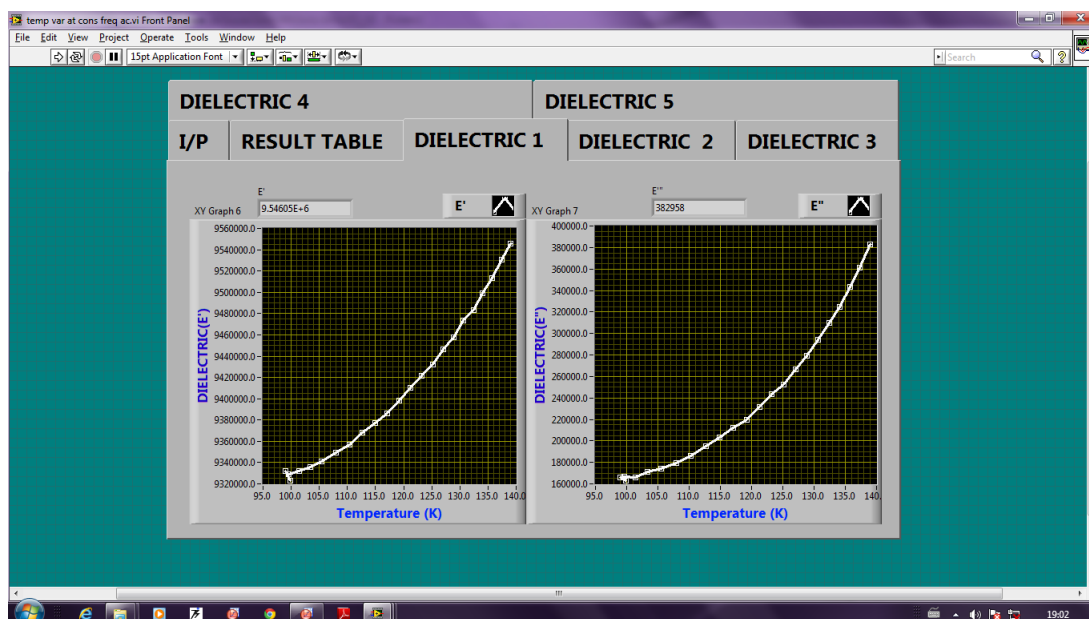 temp var at cons freq ac.vi Front Panel
File Edit View Project Operate Tools Window Help
15pt Application Font
Search
DIELECTRIC 4 DIELECTRIC 5
I/P RESULT TABLE DIELECTRIC 1 DIELECTRIC 2 DIELECTRIC 3
E'
9.54605E+6
XY Graph 6
E'
DIELECTRIC(E')
9560000.0
9540000.0
9520000.0
9500000.0
9480000.0
9460000.0
9440000.0
9420000.0
9400000.0
9380000.0
9360000.0
9340000.0
9320000.0
95.0 100.0 105.0 110.0 115.0 120.0 125.0 130.0 135.0 140.0
Temperature (K)
E'"
382958
XY Graph 7
E"
DIELECTRIC(E")
400000.0
380000.0
360000.0
340000.0
320000.0
300000.0
280000.0
260000.0
240000.0
220000.0
200000.0
180000.0
160000.0
95.0 100.0 105.0 110.0 115.0 120.0 125.0 130.0 135.0 140.
Temperature (K)
19:02